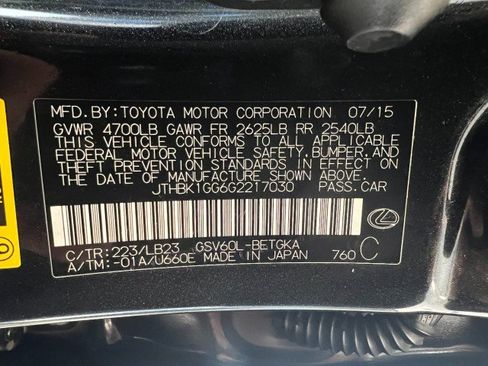 MFD.BY:TOYOTA MOTOR CORPORATION 07/15
GVWR 4700LB GAWR FR 2625LB RR 2540LB
THIS VEHICLE CONFORMS TO ALL APPLICABLE
FEDERAL MOTOR VEHICLE SAFETY,BUMPER,AND
THEFT PREVENTION STANDARDS IN EFFECT ON
THE DATE OF MANUFACTURE SHOWN ABOVE.
JTHBK1GG6G2217030 PASS.CAR
C/TR:223/LB23 GSV60L-BETGKA
A/TM:-01A/U660E MADE IN JAPAN 760 C